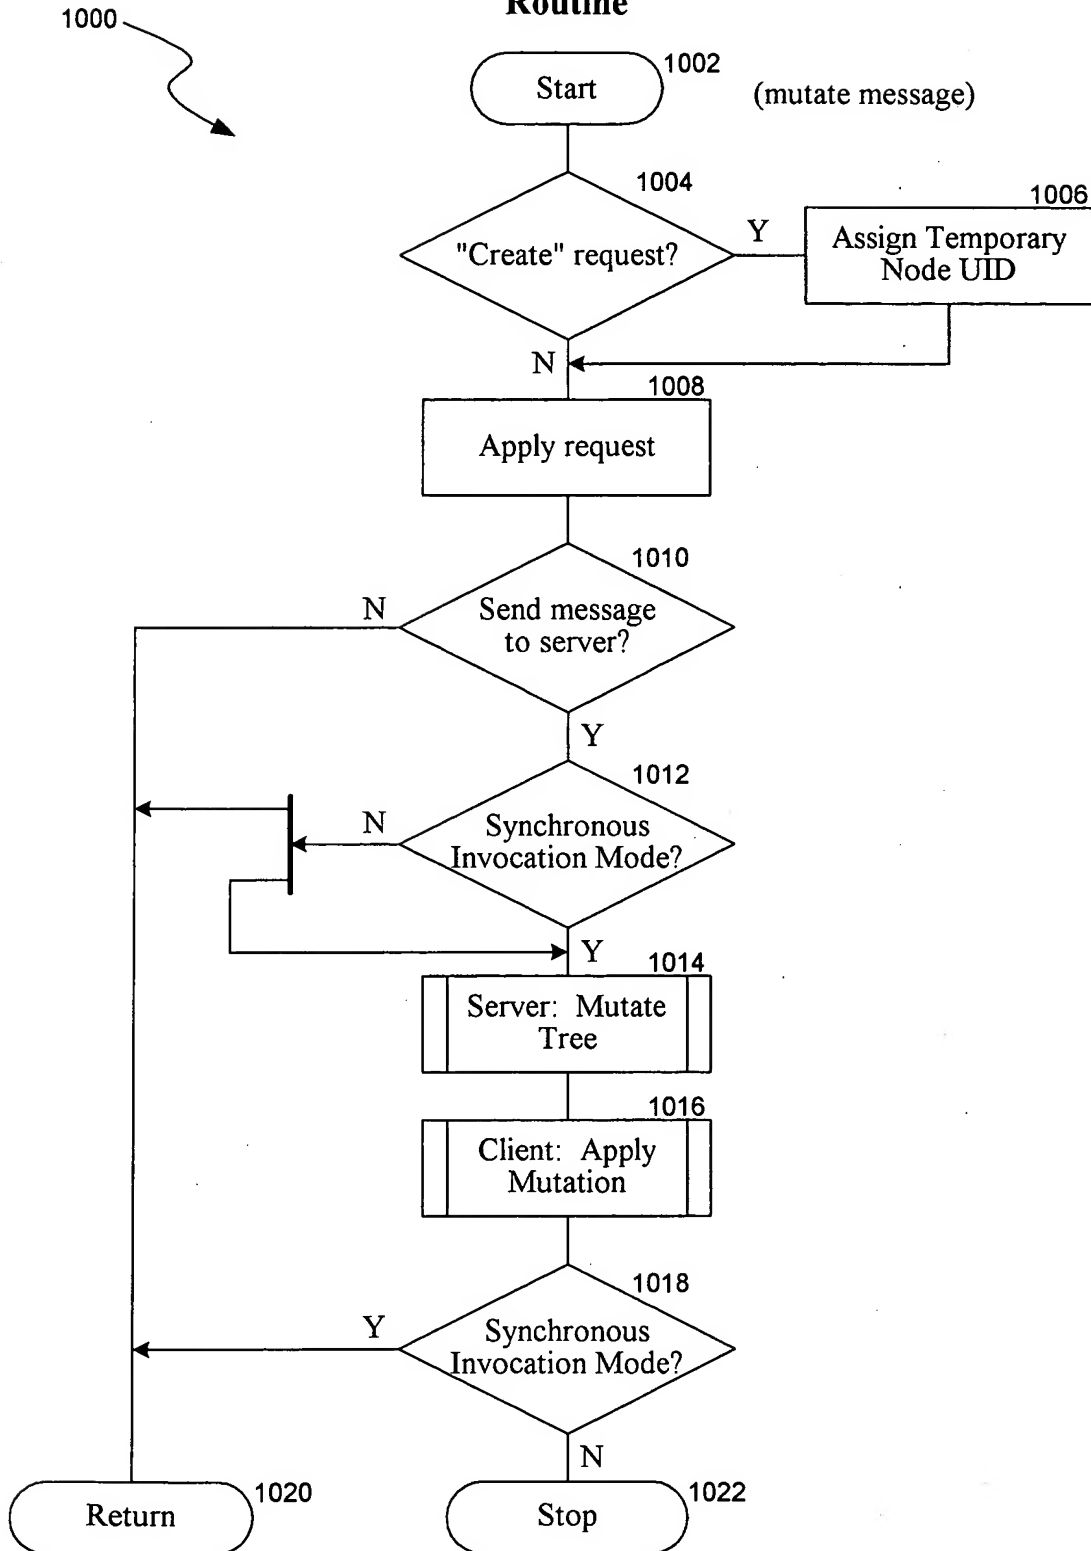 Routine
1000
Start
1002
(mutate message)
1004
"Create" request?
Y
1006
Assign Temporary
Node UID
N
1008
Apply request
1010
Send message
to server?
N
Y
1012
Synchronous
Invocation Mode?
N
Y
1014
Server: Mutate
Tree
1016
Client: Apply
Mutation
1018
Synchronous
Invocation Mode?
Y
N
Return
1020
Stop
1022